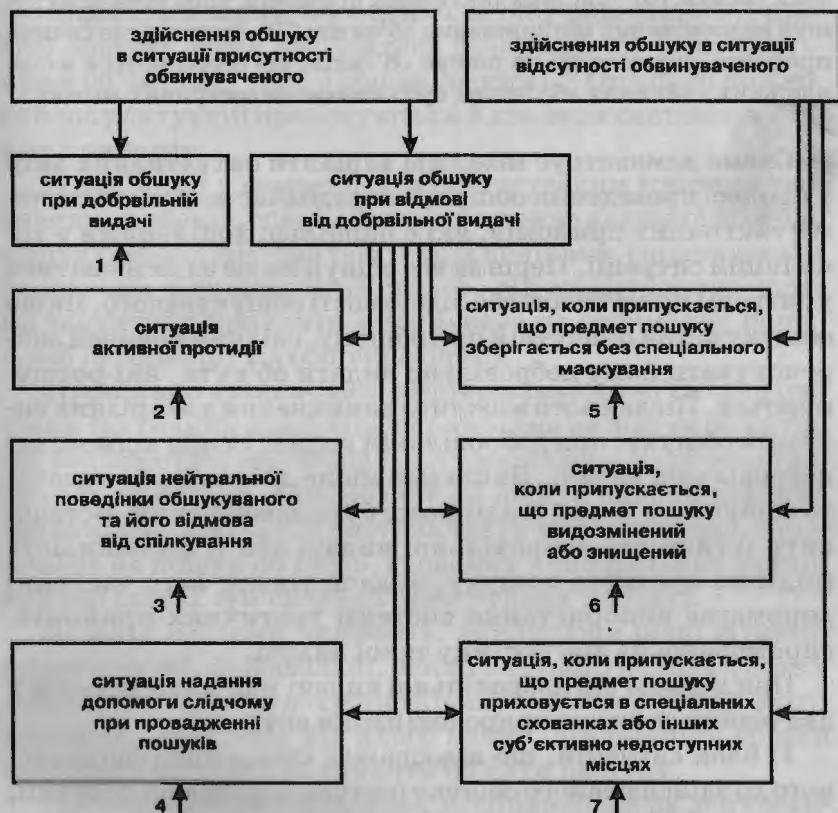 здійснення обшуку
в ситуації присутності
обвинуваченого
здійснення обшуку в ситуації
відсутності обвинуваченого
ситуація обшуку
при добрвільній
видачі
ситуація обшуку
при відмові
від добрвільної видачі
1
ситуація
активної протидії
ситуація, коли припускається,
що предмет пошуку
зберігається без спеціального
маскування
2
5
ситуація нейтральної
поведінки обшукуваного
та його відмова
від спілкування
ситуація,
коли припускається,
що предмет пошуку
видозмінений
або знищений
3
6
ситуація надання
допомоги слідчому
при провадженні
пошуків
ситуація, коли припускається,
що предмет пошуку
приховується в спеціальних
схованках або інших
суб’єктивно недоступних
місцях
4
7